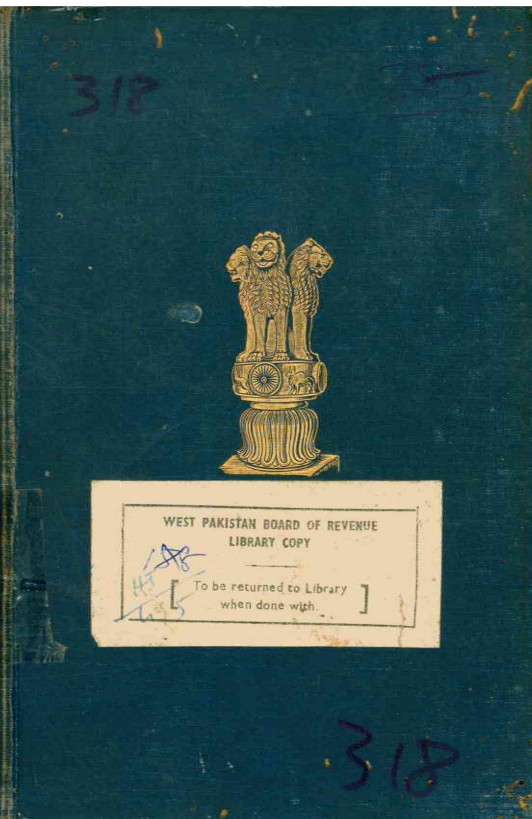 318
WEST PAKISTAN BOARD OF REVENUE
LIBRARY COPY
[ To be returned to Library
when done with. ]
318